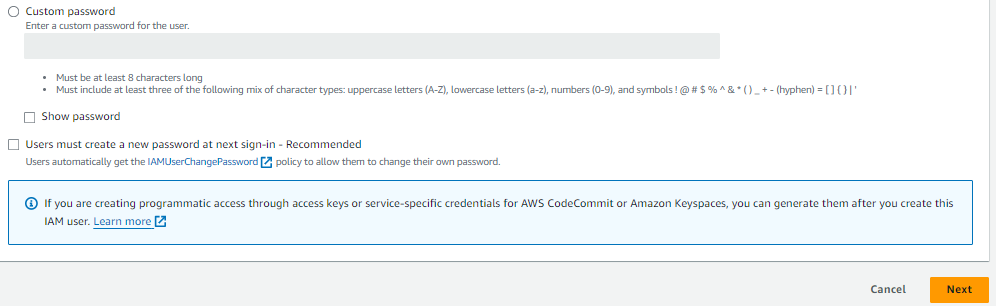 Custom password
Enter a custom password for the user.
Must be at least 8 characters long
Must include at least three of the following mix of character types: uppercase letters (A-Z), lowercase letters (a-z), numbers (0-9), and symbols ! @ # $ % ^ & * ( ) _ + - (hyphen) = [ ] { } | '
Show password
Users must create a new password at next sign-in - Recommended
Users automatically get the IAMUserChangePassword policy to allow them to change their own password.
If you are creating programmatic access through access keys or service-specific credentials for AWS CodeCommit or Amazon Keyspaces, you can generate them after you create this
IAM user. Learn more
Cancel
Next